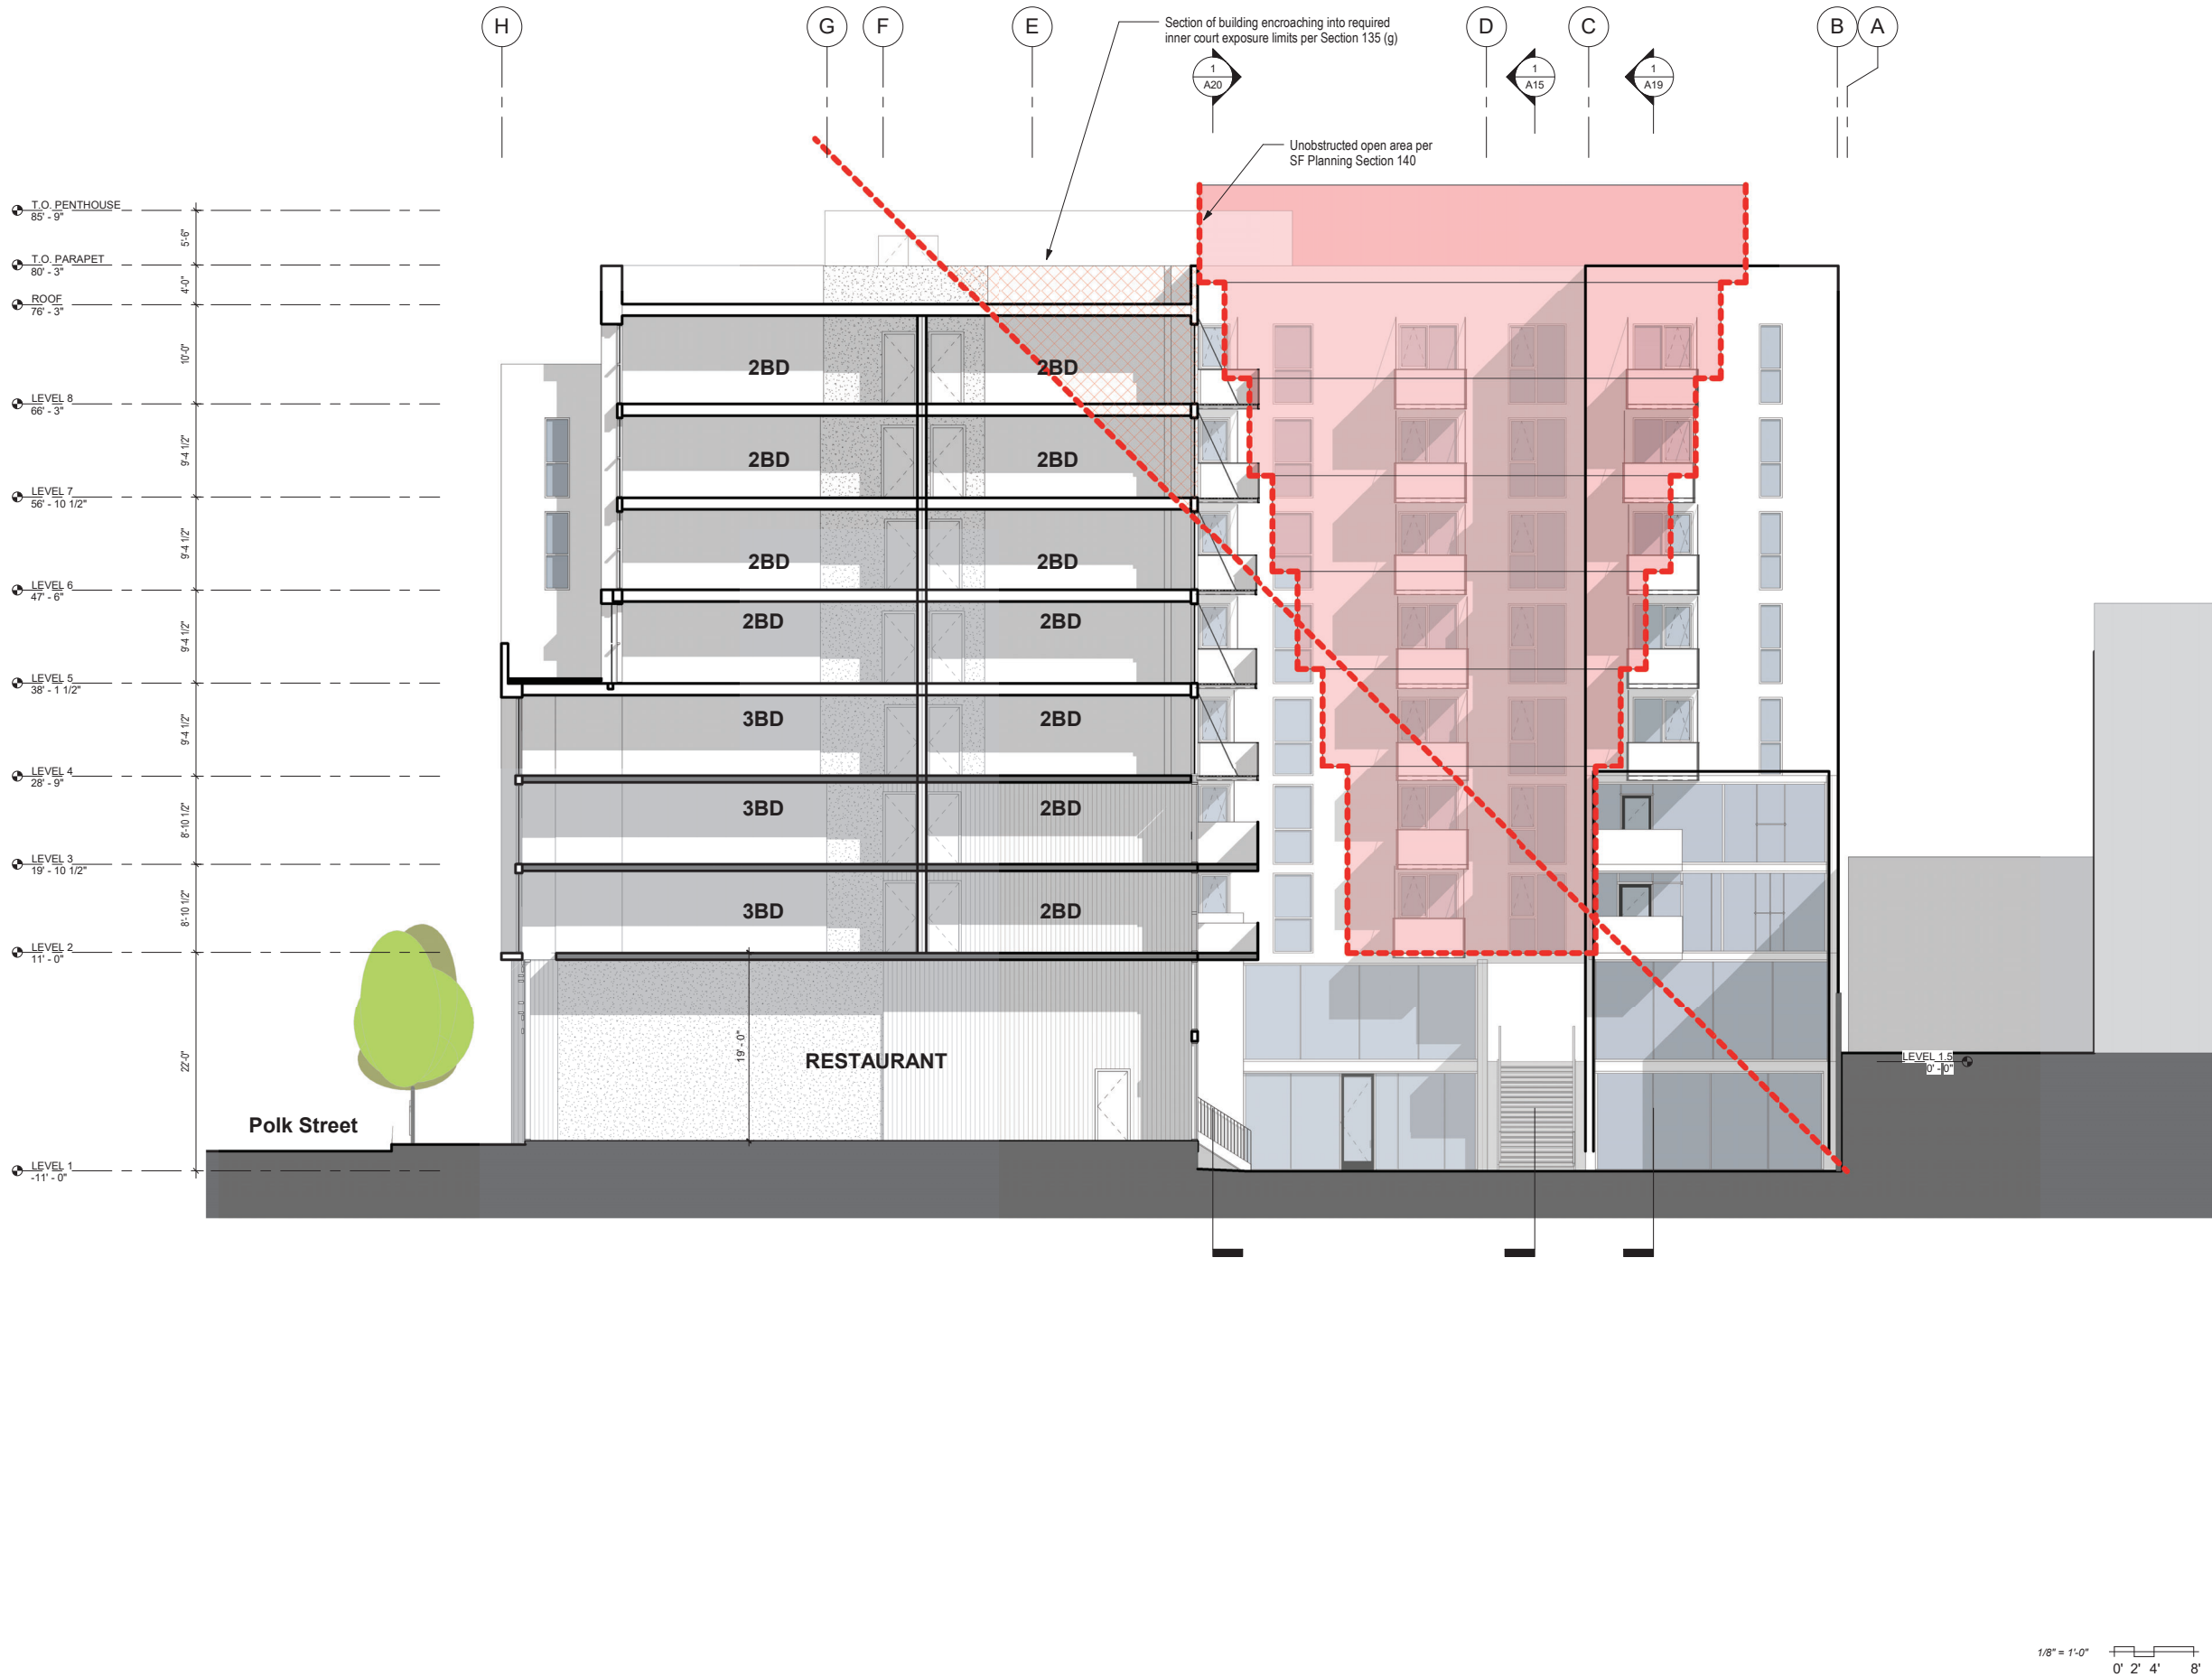 H
G
F
E
D
C
B
A
Section of building encroaching into required
inner court exposure limits per Section 135 (g)
1
A20
1
A15
1
A19
Unobstructed open area per
SF Planning Section 140
T.O. PENTHOUSE
85' - 9"
5'-6"
T.O. PARAPET
80' - 3"
4'-0"
ROOF
76' - 3"
10'-0"
2BD
2BD
LEVEL 8
66' - 3"
9'-4 1/2"
2BD
2BD
LEVEL 7
56' - 10 1/2"
9'-4 1/2"
2BD
2BD
LEVEL 6
47' - 6"
9'-4 1/2"
2BD
2BD
LEVEL 5
38' - 1 1/2"
9'-4 1/2"
3BD
2BD
LEVEL 4
28' - 9"
8'-10 1/2"
3BD
2BD
LEVEL 3
19' - 10 1/2"
8'-10 1/2"
3BD
2BD
LEVEL 2
11' - 0"
22'-0"
19' - 0"
RESTAURANT
LEVEL 1.5
0' - 0"
Polk Street
LEVEL 1
-11' - 0"
1/8" = 1'-0"
0' 2' 4' 8'